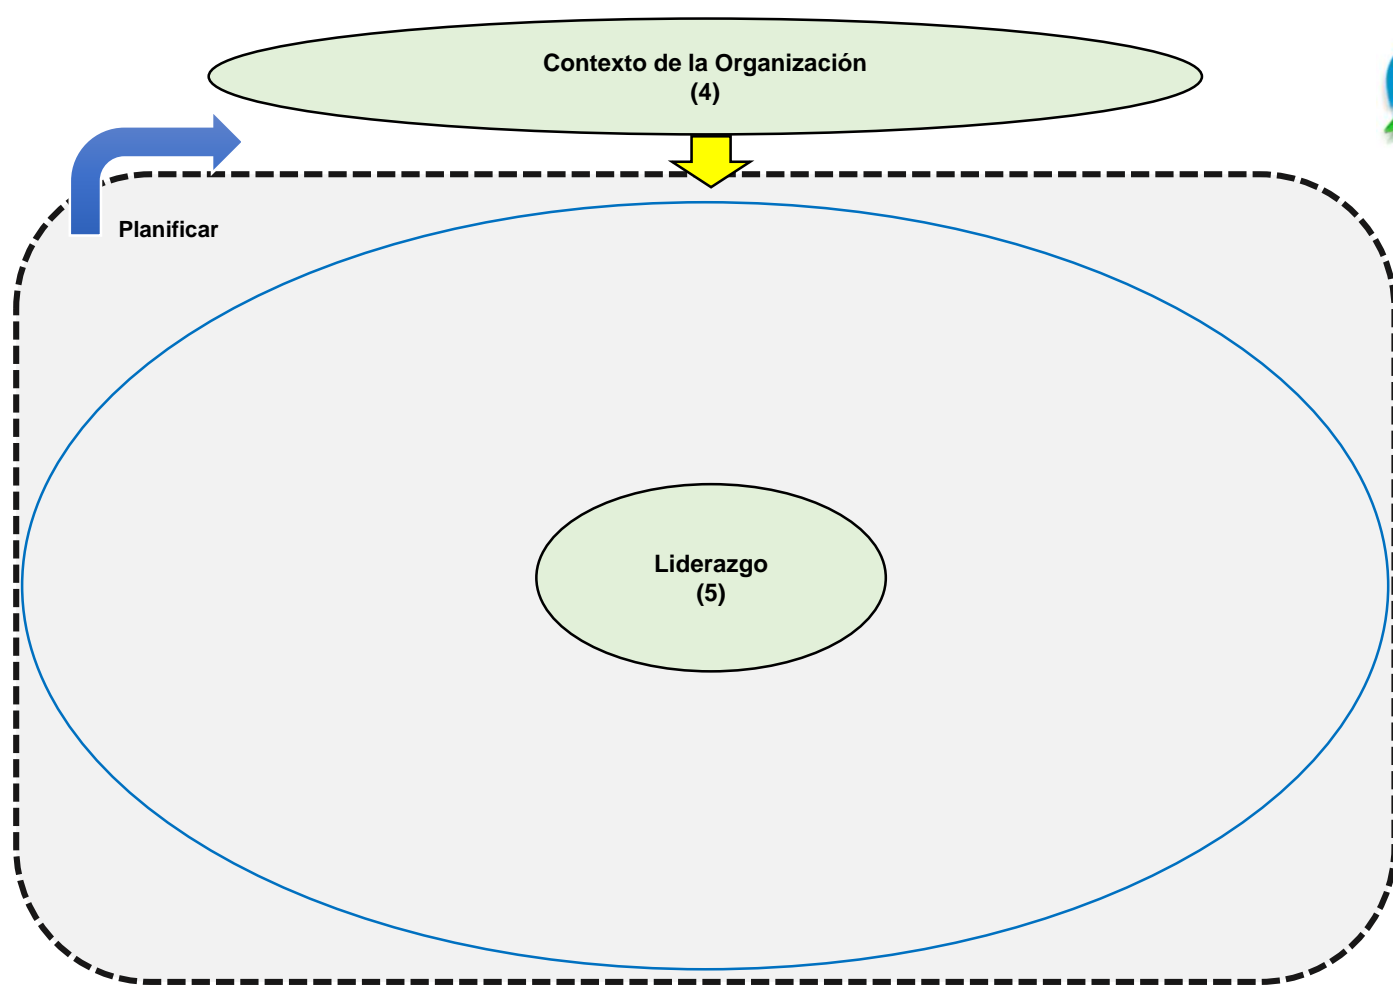 Contexto de la Organización
(4)
Planificar
Liderazgo
(5)